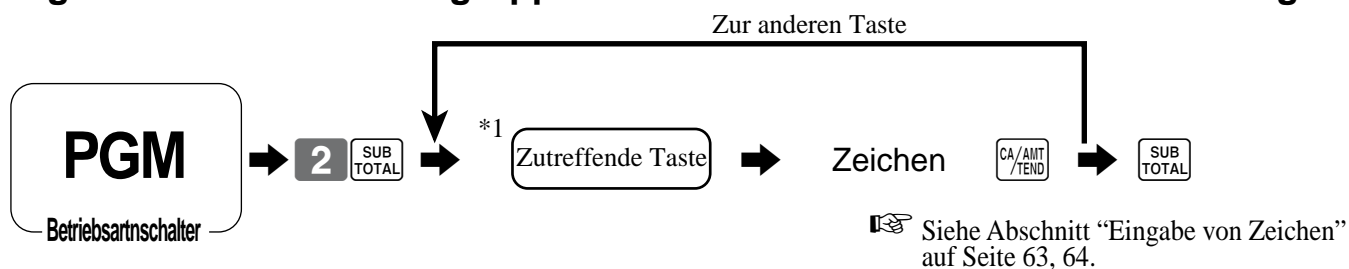 Zur anderen Taste
PGM
Betriebsartnschalter
2
SUB
TOTAL
*1
Zutreffende Taste
Zeichen
CA/AMT
/TEND
SUB
TOTAL
☞ Siehe Abschnitt “Eingabe von Zeichen”
auf Seite 63, 64.